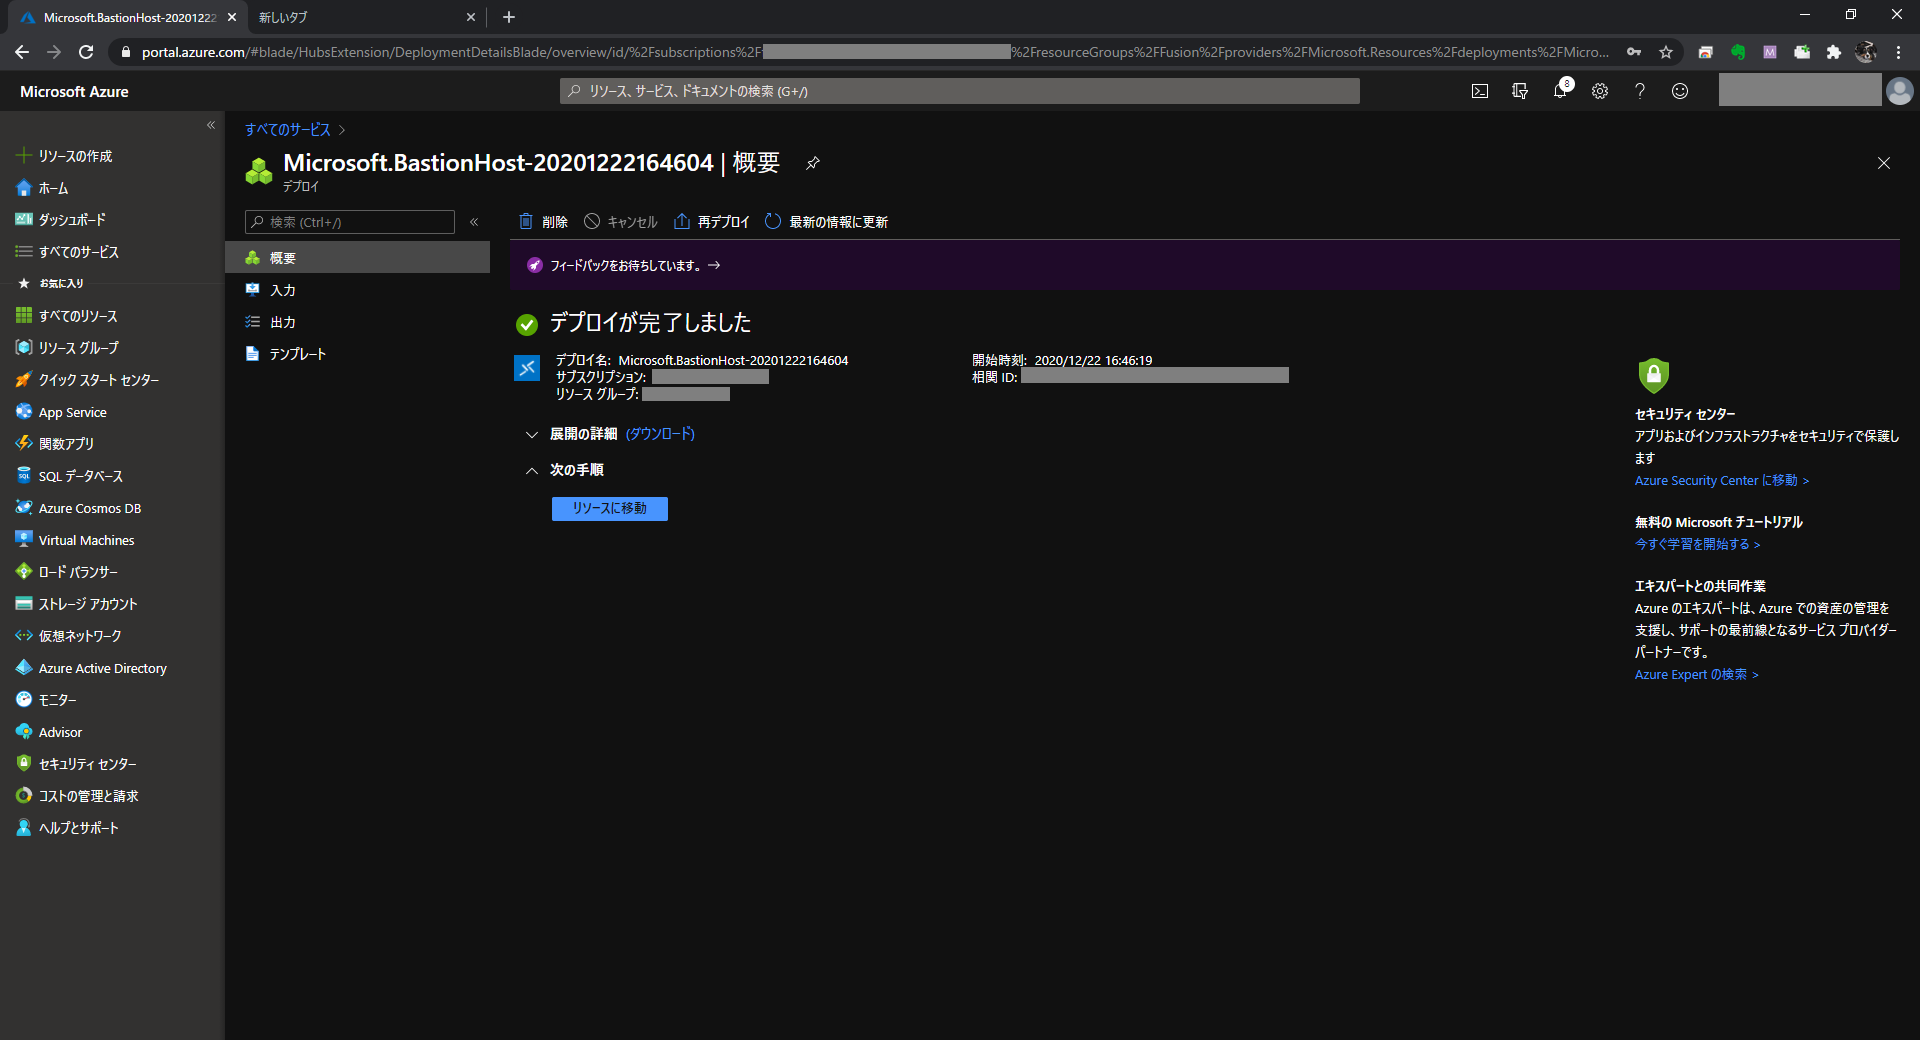 Microsoft.BastionHost-20201222
新しいタブ
portal.azure.com/#blade/HubsExtension/DeploymentDetailsBlade/overview/id/%2Fsubscriptions%2F %2FresourceGroups%2FFusion%2Fproviders%2FMicrosoft.Resources%2Fdeployments%2FMicro...
Microsoft Azure
リソース、サービス、ドキュメントの検索 (G+/)
8
すべてのサービス >
Microsoft.BastionHost-20201222164604 | 概要
デプロイ
リソースの作成
ホーム
ダッシュボード
すべてのサービス
お気に入り
すべてのリソース
リソース グループ
クイック スタート センター
App Service
関数アプリ
SQL データベース
Azure Cosmos DB
Virtual Machines
ロード バランサー
ストレージ アカウント
仮想ネットワーク
Azure Active Directory
モニター
Advisor
セキュリティ センター
コストの管理と請求
ヘルプとサポート
検索 (Ctrl+/)
概要
入力
出力
テンプレート
削除 キャンセル 再デプロイ 最新の情報に更新
フィードバックをお待ちしています。 →
デプロイが完了しました
デプロイ名: Microsoft.BastionHost-20201222164604
サブスクリプション:
リソース グループ:
開始時刻: 2020/12/22 16:46:19
相関 ID:
展開の詳細 (ダウンロード)
次の手順
リソースに移動
セキュリティ センター
アプリおよびインフラストラクチャをセキュリティで保護し
ます
Azure Security Center に移動 >
無料の Microsoft チュートリアル
今すぐ学習を開始する >
エキスパートとの共同作業
Azure のエキスパートは、Azure での資産の管理を
支援し、サポートの最前線となるサービス プロバイダー
パートナーです。
Azure Expert の検索 >